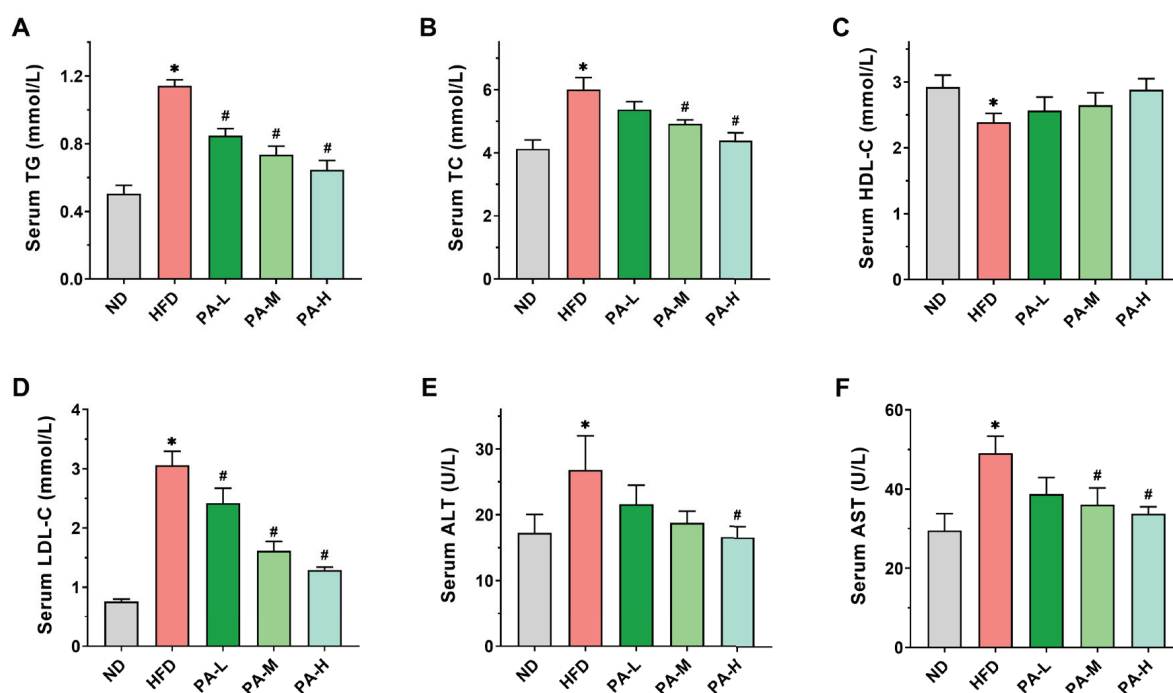 A
Serum TG (mmol/L)
1.2
0.8
0.4
0.0
*
#
#
#
ND
HFD
PA-L
PA-M
PA-H
B
Serum TC (mmol/L)
6
4
2
0
*
#
#
ND
HFD
PA-L
PA-M
PA-H
C
Serum HDL-C (mmol/L)
3
2
1
0
*
ND
HFD
PA-L
PA-M
PA-H
D
Serum LDL-C (mmol/L)
4
3
2
1
0
*
#
#
#
ND
HFD
PA-L
PA-M
PA-H
E
Serum ALT (U/L)
30
20
10
0
*
#
ND
HFD
PA-L
PA-M
PA-H
F
Serum AST (U/L)
60
40
20
0
*
#
#
ND
HFD
PA-L
PA-M
PA-H